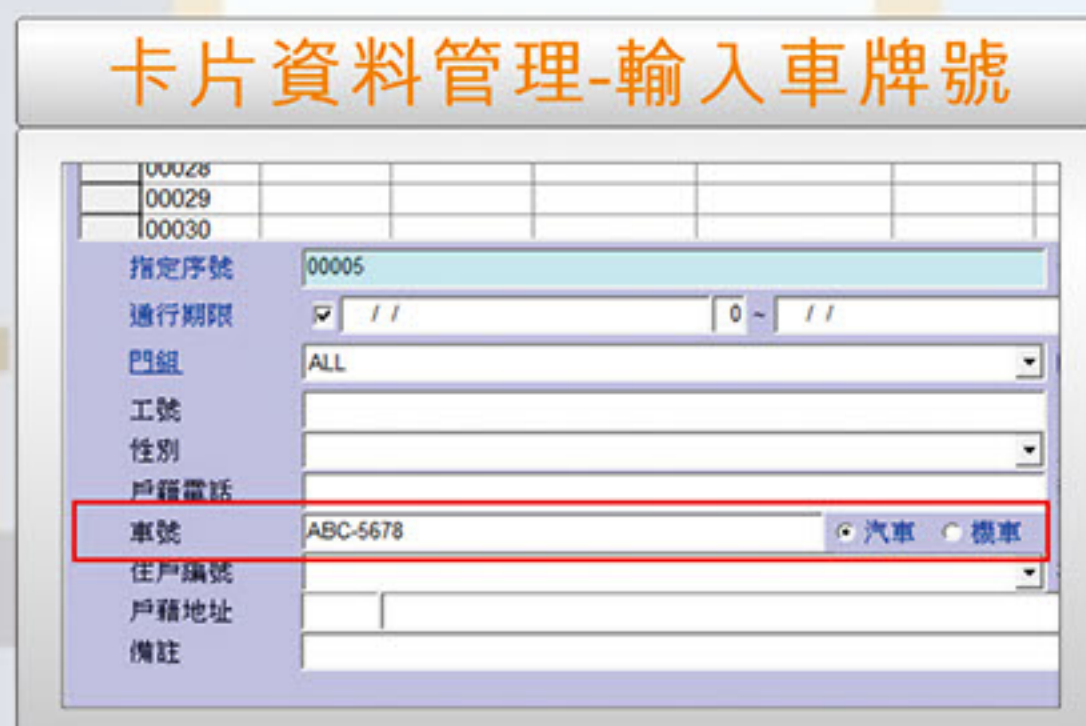 卡片資料管理-輸入車牌號
00028
00029
00030
指定序號 00005
通行期限 / / 0 ~ / /
門組 ALL
工號
性別
戶籍電話
車號 ABC-5678 汽車 機車
住戶編號
戶籍地址
備註